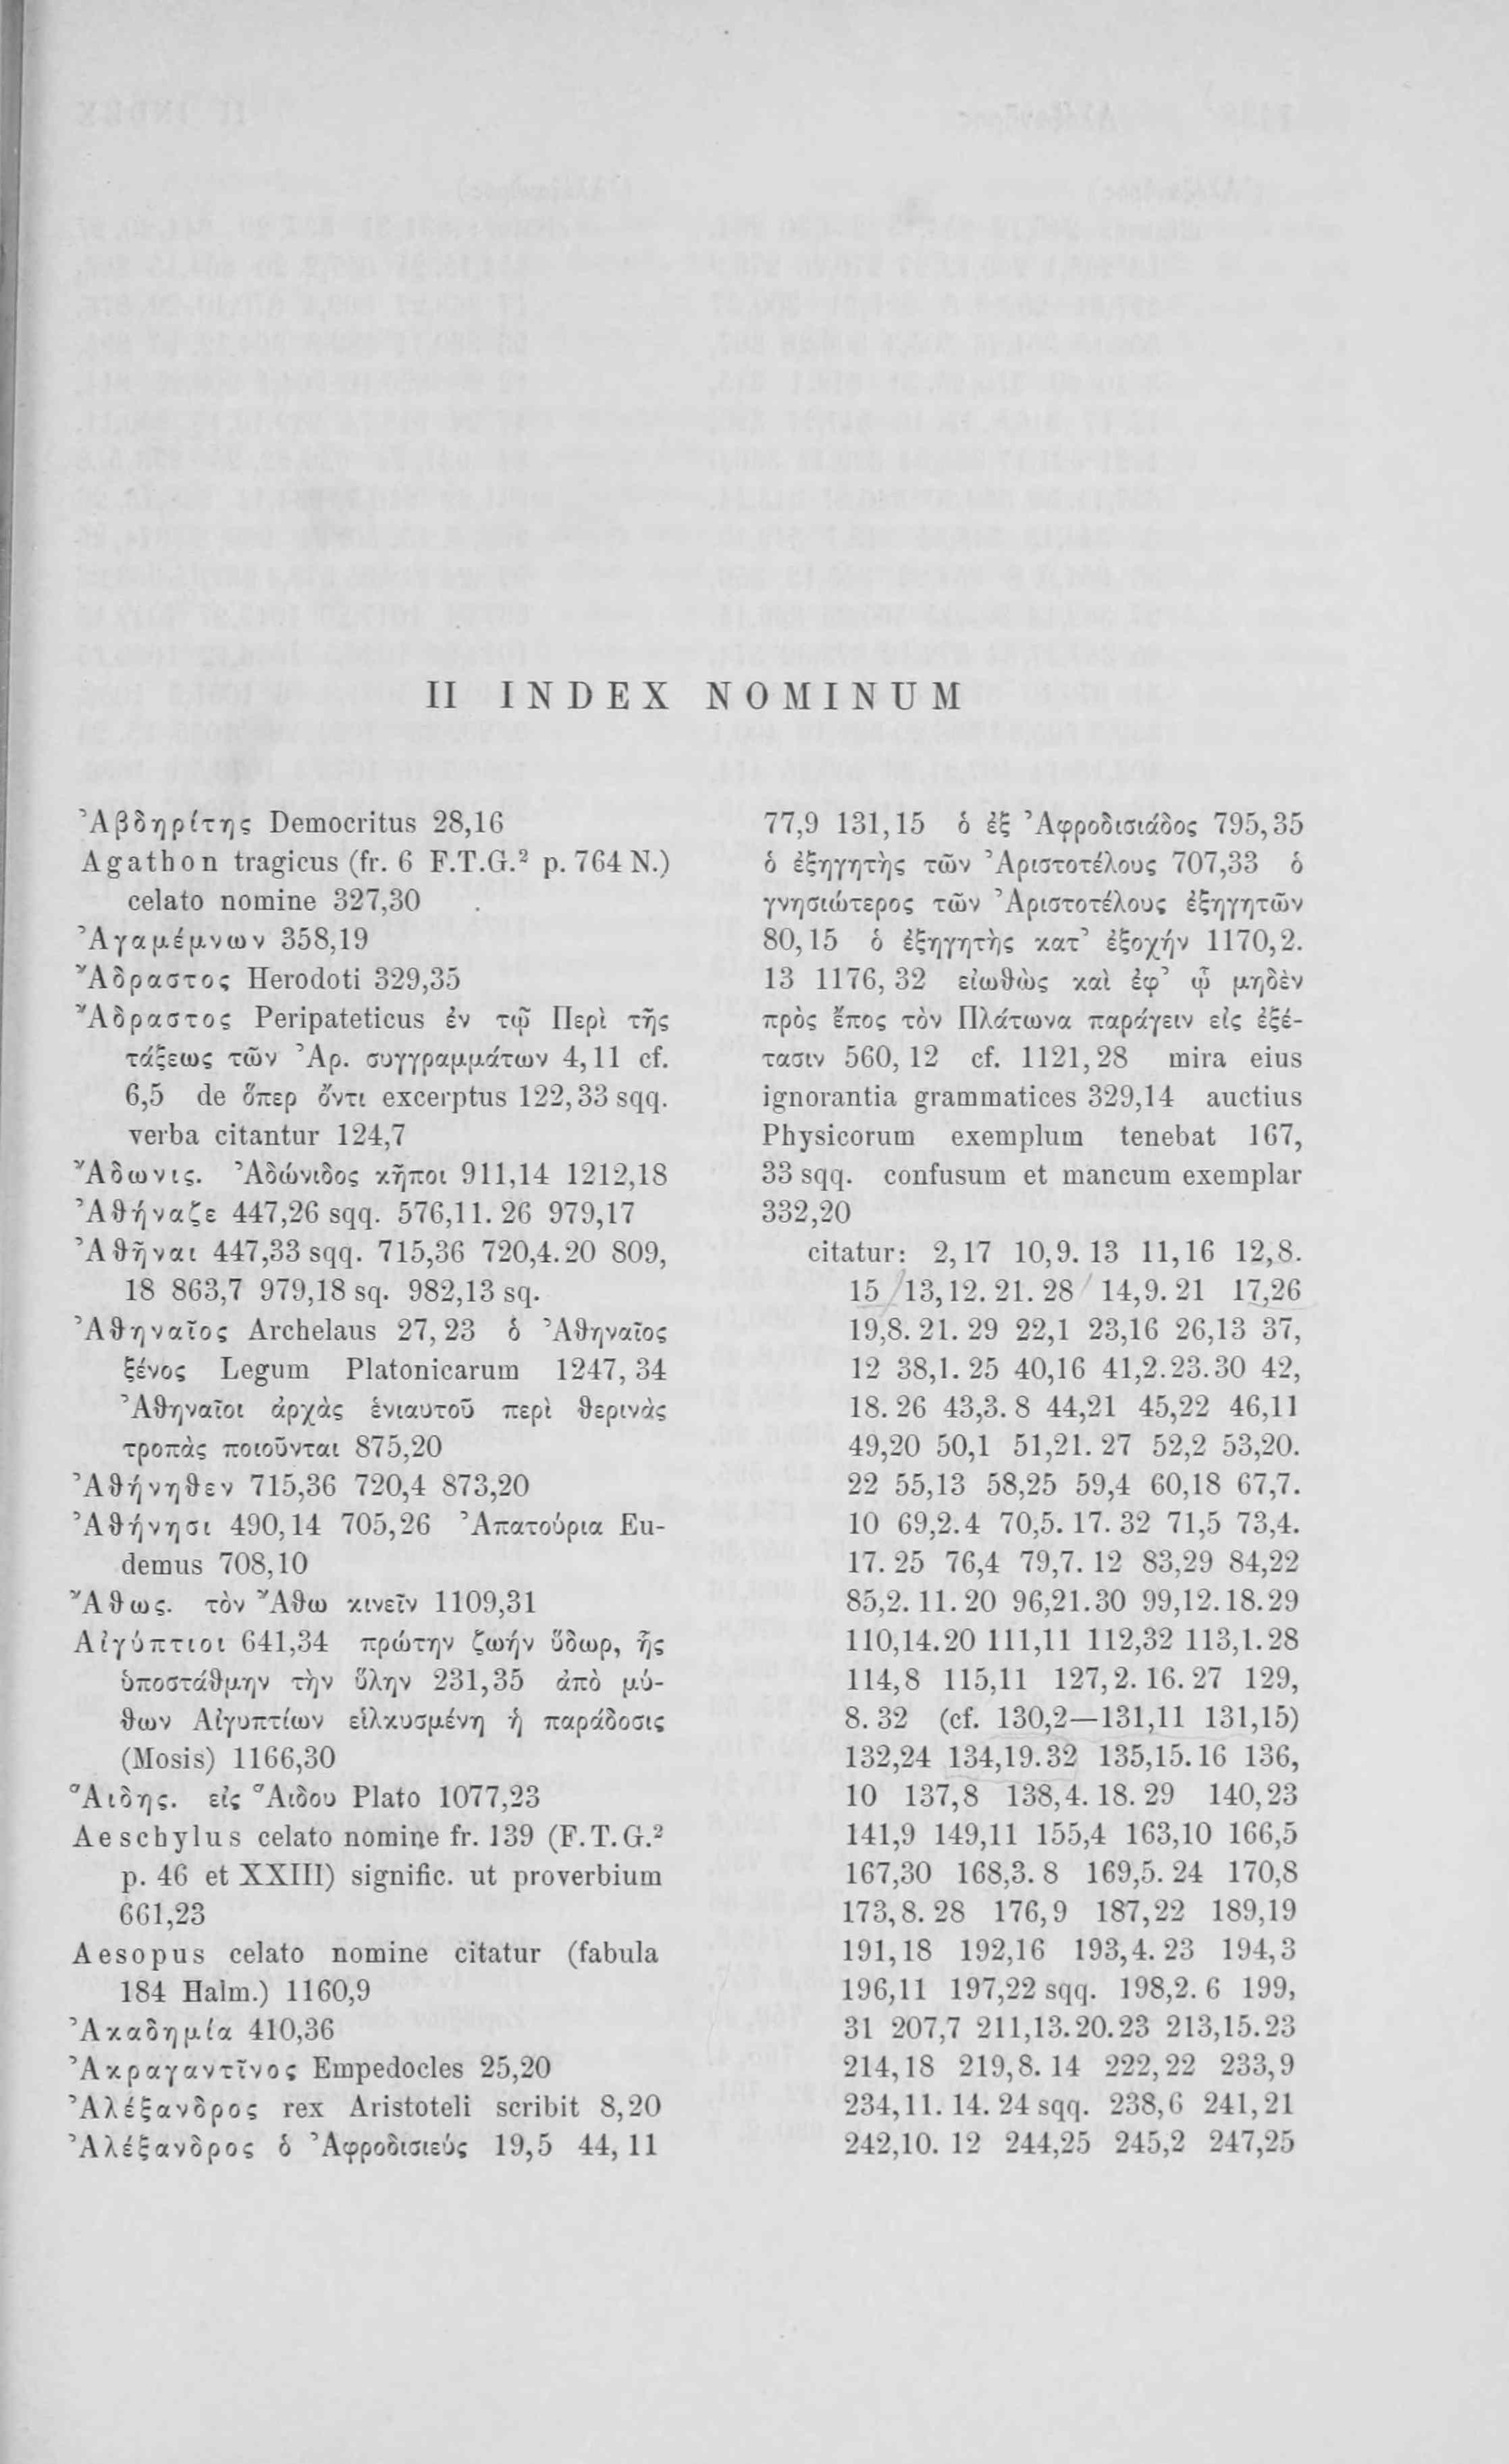 II INDEX NOMINUM
Ἀβδηρίτης Democritus 28,16
Agathon tragicus (fr. 6 F.T.G.² p. 764 N.)
celato nomine 327,30
Ἀγαμέμνων 358,19
Ἄδραστος Herodoti 329,35
Ἄδραστος Peripateticus ἐν τῷ Περὶ τῆς
τάξεως τῶν Ἀρ. συγγραμμάτων 4,11 cf.
6,5 de ὅπερ ὄντι excerptus 122,33 sqq.
verba citantur 124,7
Ἄδωνις. Ἀδώνιδος κῆποι 911,14 1212,18
Ἀθήναζε 447,26 sqq. 576,11. 26 979,17
Ἀθῆναι 447,33 sqq. 715,36 720,4. 20 809,
18 863,7 979,18 sq. 982,13 sq.
Ἀθηναῖος Archelaus 27,23 ὁ Ἀθηναῖος
ξένος Legum Platonicarum 1247,34
Ἀθηναῖοι ἀρχὰς ἐνιαυτοῦ περὶ θερινὰς
τροπὰς ποιοῦνται 875,20
Ἀθήνηθεν 715,36 720,4 873,20
Ἀθήνησι 490,14 705,26 Ἀπατούρια Eu-
demus 708,10
Ἄθως. τὸν Ἄθω κινεῖν 1109,31
Αἰγύπτιοι 641,34 πρώτην ζωήν ὕδωρ, ἧς
ὑποστάθμην τὴν ὕλην 231,35 ἀπὸ μύ-
θων Αἰγυπτίων εἱλκυσμένη ἡ παράδοσις
(Mosis) 1166,30
Ἅιδης. εἰς Ἅιδου Plato 1077,23
Aeschylus celato nomine fr. 139 (F.T.G.²
p. 46 et XXIII) signific. ut proverbium
661,23
Aesopus celato nomine citatur (fabula
184 Halm.) 1160,9
Ἀκαδημία 410,36
Ἀκραγαντῖνος Empedocles 25,20
Ἀλέξανδρος rex Aristoteli scribit 8,20
Ἀλέξανδρος ὁ Ἀφροδισιεύς 19,5 44,11
77,9 131,15 ὁ ἐξ Ἀφροδισιάδος 795,35
ὁ ἐξηγητὴς τῶν Ἀριστοτέλους 707,33 ὁ
γνησιώτερος τῶν Ἀριστοτέλους ἐξηγητῶν
80,15 ὁ ἐξηγητὴς κατ' ἐξοχήν 1170,2.
13 1176,32 εἰωθὼς καὶ ἐφ' ᾧ μηδὲν
πρὸς ἔπος τὸν Πλάτωνα παράγειν εἰς ἐξέ-
τασιν 560,12 cf. 1121,28 mira eius
ignorantia grammatices 329,14 auctius
Physicorum exemplum tenebat 167,
33 sqq. confusum et mancum exemplar
332,20
citatur: 2,17 10,9. 13 11,16 12,8.
15 13,12. 21. 28 14,9. 21 17,26
19,8. 21. 29 22,1 23,16 26,13 37,
12 38,1. 25 40,16 41,2. 23. 30 42,
18. 26 43,3. 8 44,21 45,22 46,11
49,20 50,1 51,21. 27 52,2 53,20.
22 55,13 58,25 59,4 60,18 67,7.
10 69,2. 4 70,5. 17. 32 71,5 73,4.
17. 25 76,4 79,7. 12 83,29 84,22
85,2. 11. 20 96,21. 30 99,12. 18. 29
110,14. 20 111,11 112,32 113,1. 28
114,8 115,11 127,2. 16. 27 129,
8. 32 (cf. 130,2—131,11 131,15)
132,24 134,19. 32 135,15. 16 136,
10 137,8 138,4. 18. 29 140,23
141,9 149,11 155,4 163,10 166,5
167,30 168,3. 8 169,5. 24 170,8
173,8. 28 176,9 187,22 189,19
191,18 192,16 193,4. 23 194,3
196,11 197,22 sqq. 198,2. 6 199,
31 207,7 211,13. 20. 23 213,15. 23
214,18 219,8. 14 222,22 233,9
234,11. 14. 24 sqq. 238,6 241,21
242,10. 12 244,25 245,2 247,25